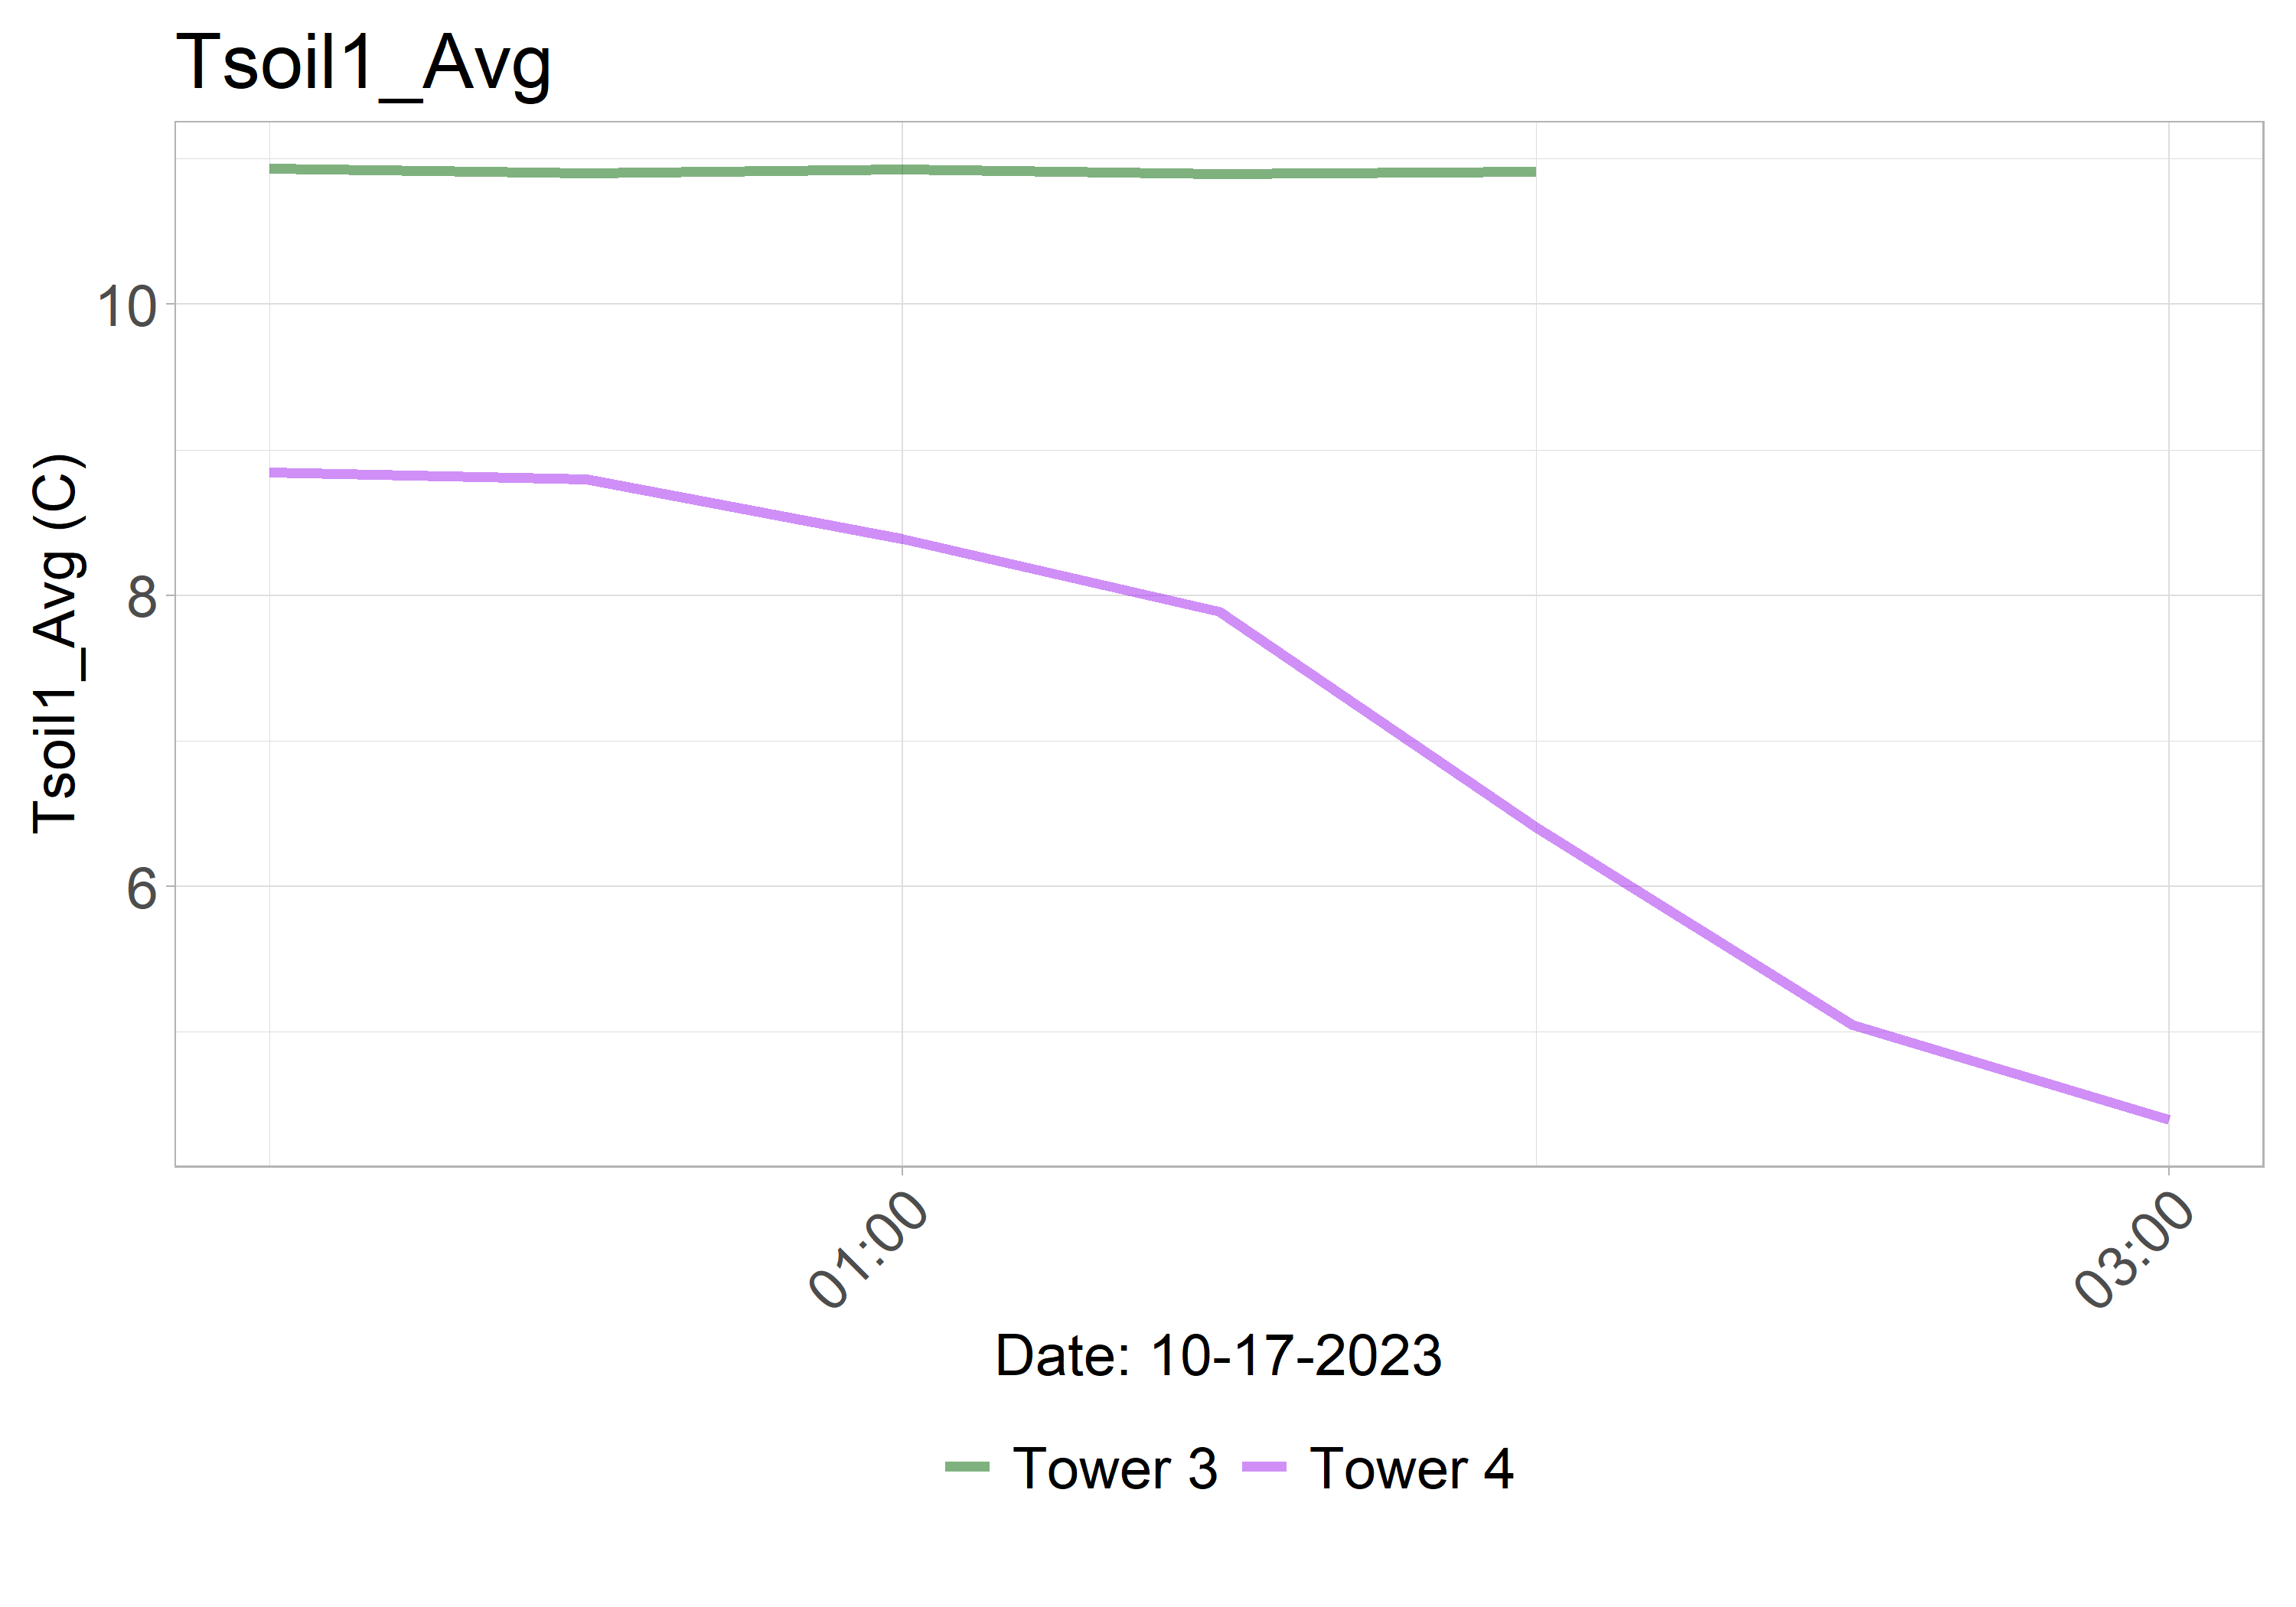 Tsoil1_Avg
Tsoil1_Avg (C)
10
8
6
01:00
03:00
Date: 10-17-2023
Tower 3
Tower 4